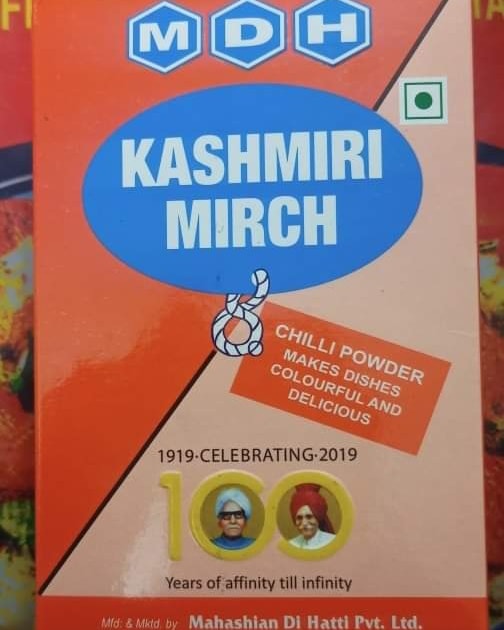 MDH
KASHMIRI
MIRCH
CHILLI POWDER
MAKES DISHES
COLOURFUL AND
DELICIOUS
1919·CELEBRATING·2019
100
Years of affinity till infinity
Mfd: & Mktd. by Mahashian Di Hatti Pvt. Ltd.